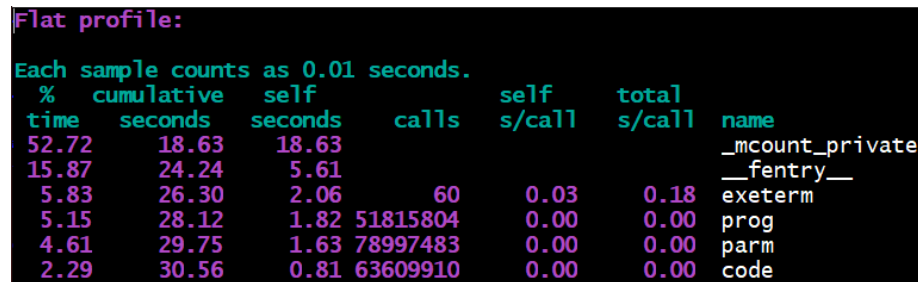 Flat profile:
Each sample counts as 0.01 seconds.
% cumulative self self total
time seconds seconds calls s/call s/call name
52.72 18.63 18.63 _mcount_private
15.87 24.24 5.61 __fentry__
5.83 26.30 2.06 60 0.03 0.18 exeterm
5.15 28.12 1.82 51815804 0.00 0.00 prog
4.61 29.75 1.63 78997483 0.00 0.00 parm
2.29 30.56 0.81 63609910 0.00 0.00 code